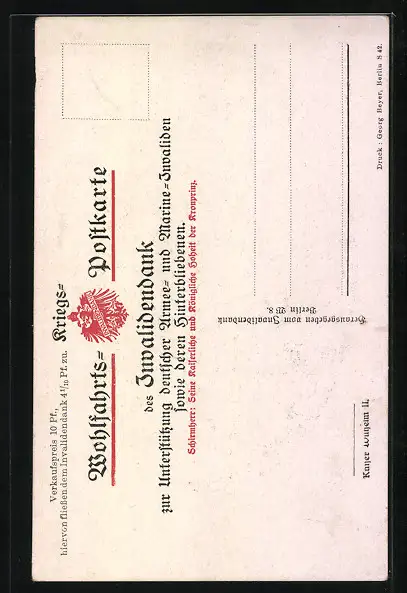 Verkaufspreis 10 Pf.,
hiervon fließen dem Invalidendank 4 1/10 Pf. zu.
Kriegs=
Wohlfahrts= Postkarte
des Invalidendank
zur Unterstützung deutscher Armee= und Marine=Invaliden
sowie deren Hinterbliebenen.
Schirmherr: Seine Kaiserliche und Königliche Hoheit der Kronprinz.
Herausgegeben vom Invalidendank
Berlin W. 8.
Kaiser Wilhelm II.
Druck: Georg Beyer, Berlin S 42.